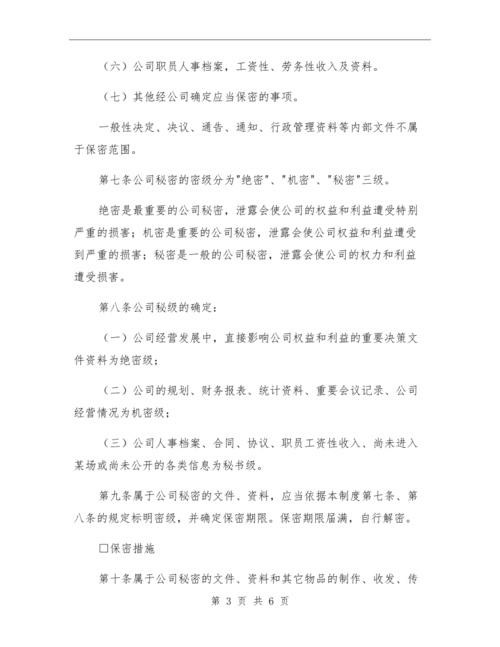 （六）公司职员人事档案，工资性、劳务性收入及资料。
（七）其他经公司确定应当保密的事项。
一般性决定、决议、通告、通知、行政管理资料等内部文件不属
于保密范围。
第七条公司秘密的密级分为"绝密"、"机密"、"秘密"三级。
绝密是最重要的公司秘密，泄露会使公司的权益和利益遭受特别
严重的损害；机密是重要的公司秘密，泄露会使公司的权益和利益遭受
到严重的损害；秘密是一般的公司秘密，泄露会使公司的权力和利益
遭受损害。
第八条公司秘级的确定：
（一）公司经营发展中，直接影响公司权益和利益的重要决策文
件资料为绝密级；
（二）公司的规划、财务报表、统计资料、重要会议记录、公司
经营情况为机密级；
（三）公司人事档案、合同、协议、职员工资性收入、尚未进入
某场或尚未公开的各类信息为秘书级。
第九条属于公司秘密的文件、资料，应当依据本制度第七条、第
八条的规定标明密级，并确定保密期限。保密期限届满，自行解密。
□保密措施
第十条属于公司秘密的文件、资料和其它物品的制作、收发、传
第 3 页 共 6 页